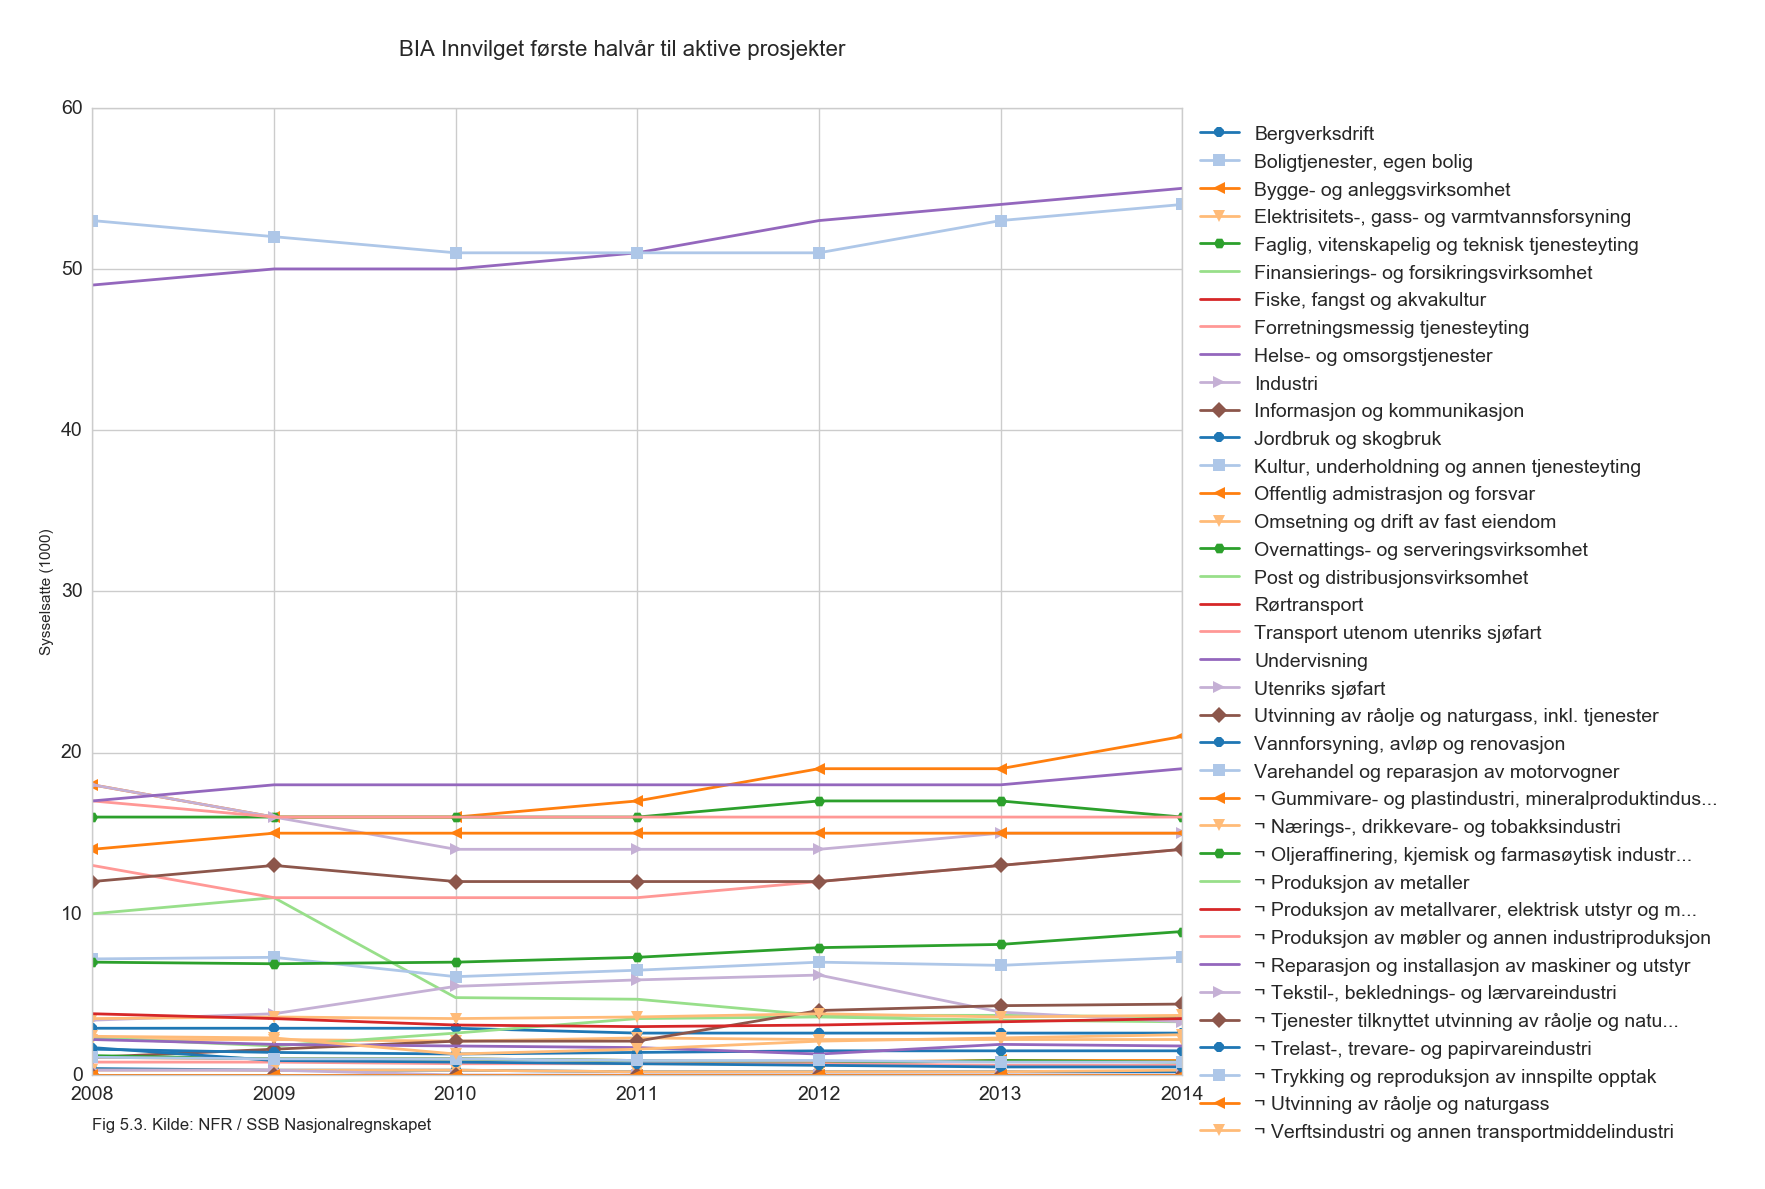 BIA Innvilget første halvår til aktive prosjekter
60
50
40
30
20
10
0
Sysselsatte (1000)
2008 2009 2010 2011 2012 2013 2014
Fig 5.3. Kilde: NFR / SSB Nasjonalregnskapet
Bergverksdrift
Boligtjenester, egen bolig
Bygge- og anleggsvirksomhet
Elektrisitets-, gass- og varmtvannsforsyning
Faglig, vitenskapelig og teknisk tjenesteyting
Finansierings- og forsikringsvirksomhet
Fiske, fangst og akvakultur
Forretningsmessig tjenesteyting
Helse- og omsorgstjenester
Industri
Informasjon og kommunikasjon
Jordbruk og skogbruk
Kultur, underholdning og annen tjenesteyting
Offentlig admistrasjon og forsvar
Omsetning og drift av fast eiendom
Overnattings- og serveringsvirksomhet
Post og distribusjonsvirksomhet
Rørtransport
Transport utenom utenriks sjøfart
Undervisning
Utenriks sjøfart
Utvinning av råolje og naturgass, inkl. tjenester
Vannforsyning, avløp og renovasjon
Varehandel og reparasjon av motorvogner
¬ Gummivare- og plastindustri, mineralproduktindus...
¬ Nærings-, drikkevare- og tobakksindustri
¬ Oljeraffinering, kjemisk og farmasøytisk industr...
¬ Produksjon av metaller
¬ Produksjon av metallvarer, elektrisk utstyr og m...
¬ Produksjon av møbler og annen industriproduksjon
¬ Reparasjon og installasjon av maskiner og utstyr
¬ Tekstil-, beklednings- og lærvareindustri
¬ Tjenester tilknyttet utvinning av råolje og natu...
¬ Trelast-, trevare- og papirvareindustri
¬ Trykking og reproduksjon av innspilte opptak
¬ Utvinning av råolje og naturgass
¬ Verftsindustri og annen transportmiddelindustri